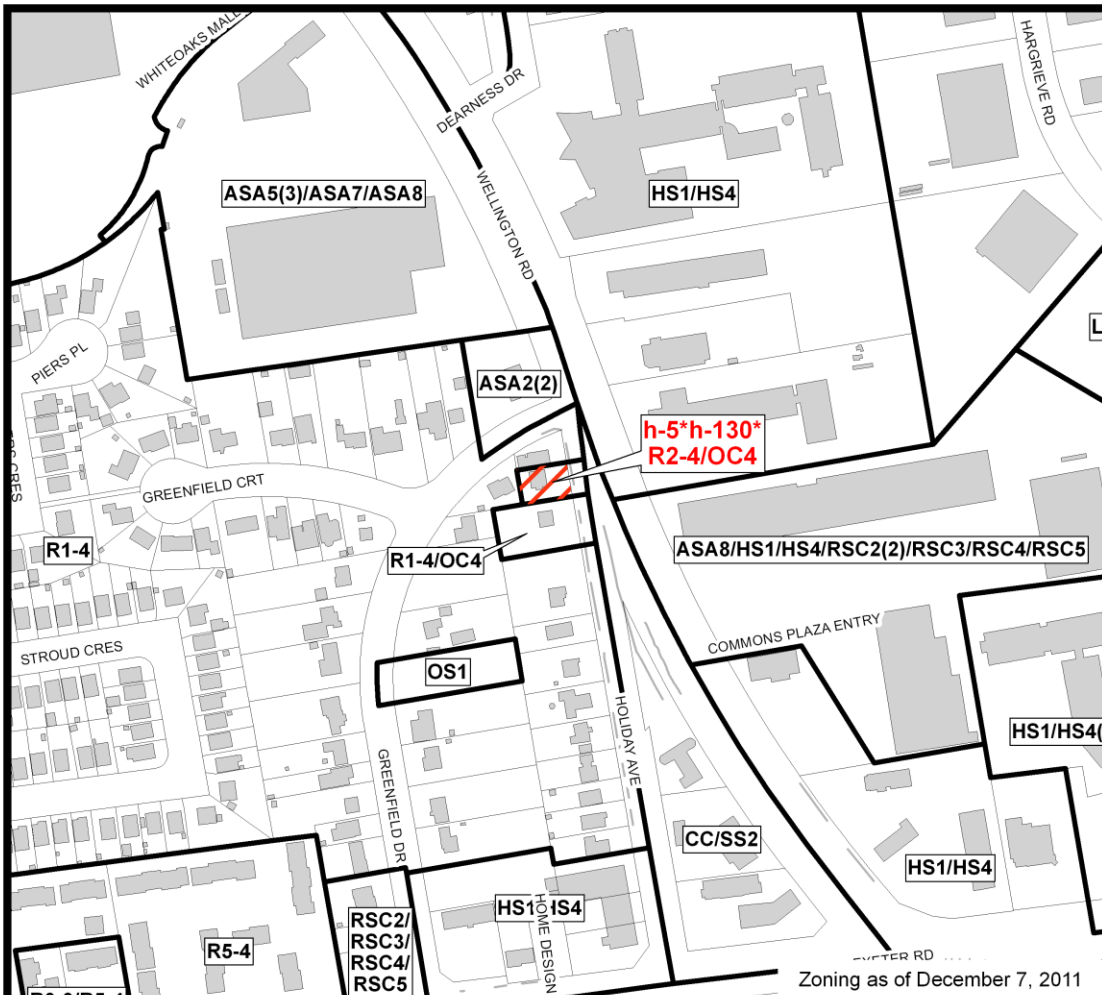 WHITEOAKS MALL
DEARNESS DR
HARGRIEVE RD
ASA5(3)/ASA7/ASA8
WELLINGTON RD
HS1/HS4
L
PIERS PL
ASA2(2)
h-5*h-130*
R2-4/OC4
GREENFIELD CRT
CRES
R1-4
R1-4/OC4
ASA8/HS1/HS4/RSC2(2)/RSC3/RSC4/RSC5
STROUD CRES
COMMONS PLAZA ENTRY
OS1
HOLIDAY AVE
HS1/HS4(
GREENFIELD DR
CC/SS2
HS1/HS4
HS1/HS4
HOME DESIGN
RSC2/
RSC3/
RSC4/
RSC5
R5-4
EXETER RD
Zoning as of December 7, 2011